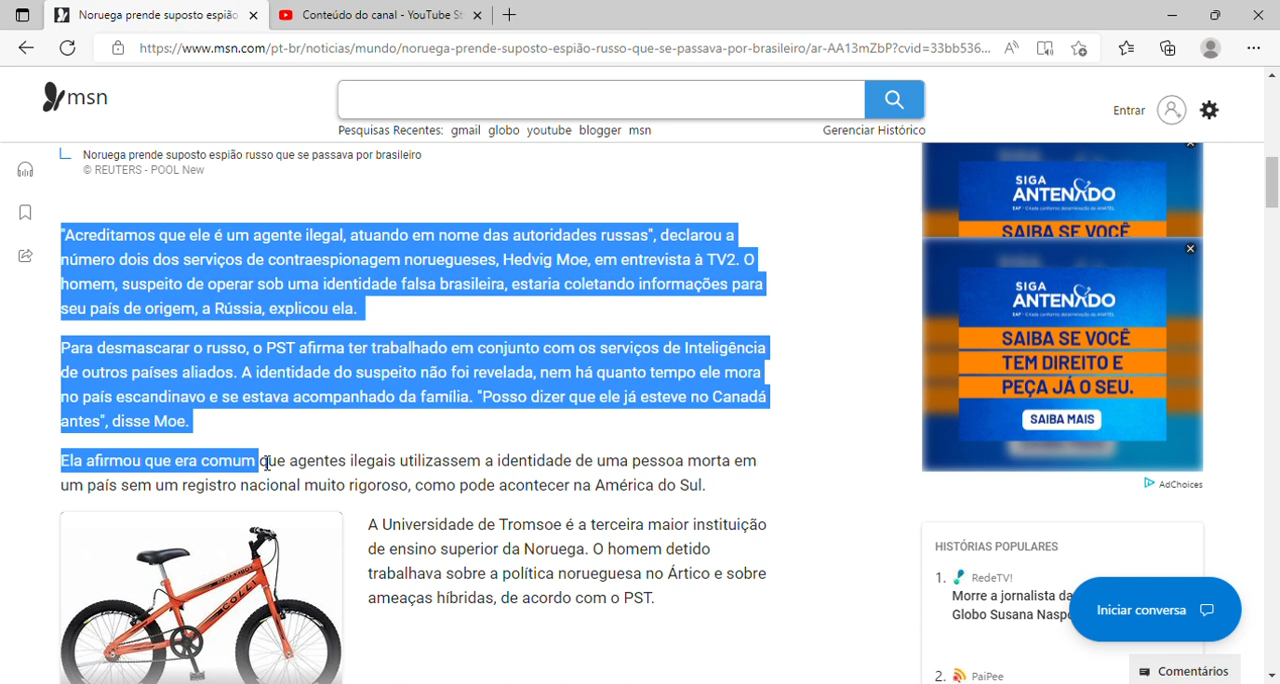 Noruega prende suposto espião
Conteúdo do canal - YouTube St
https://www.msn.com/pt-br/noticias/mundo/noruega-prende-suposto-espião-russo-que-se-passava-por-brasileiro/ar-AA13mZbP?cvid=33bb536...
msn
Pesquisas Recentes: gmail globo youtube blogger msn
Gerenciar Histórico
Entrar
Noruega prende suposto espião russo que se passava por brasileiro
© REUTERS - POOL New
"Acreditamos que ele é um agente ilegal, atuando em nome das autoridades russas", declarou a
número dois dos serviços de contraespionagem noruegueses, Hedvig Moe, em entrevista à TV2. O
homem, suspeito de operar sob uma identidade falsa brasileira, estaria coletando informações para
seu país de origem, a Rússia, explicou ela.
Para desmascarar o russo, o PST afirma ter trabalhado em conjunto com os serviços de Inteligência
de outros países aliados. A identidade do suspeito não foi revelada, nem há quanto tempo ele mora
no país escandinavo e se estava acompanhado da família. "Posso dizer que ele já esteve no Canadá
antes", disse Moe.
Ela afirmou que era comum que agentes ilegais utilizassem a identidade de uma pessoa morta em
um país sem um registro nacional muito rigoroso, como pode acontecer na América do Sul.
A Universidade de Tromsoe é a terceira maior instituição
de ensino superior da Noruega. O homem detido
trabalhava sobre a política norueguesa no Ártico e sobre
ameaças híbridas, de acordo com o PST.
COLLI
SIGA
ANTENADO
SAIBA SE VOCÊ
SIGA
ANTENADO
SAIBA SE VOCÊ
TEM DIREITO E
PEÇA JÁ O SEU.
SAIBA MAIS
AdChoices
HISTÓRIAS POPULARES
1. RedeTV!
Morre a jornalista da
Globo Susana Naspo
2. PaiPee
Iniciar conversa
Comentários